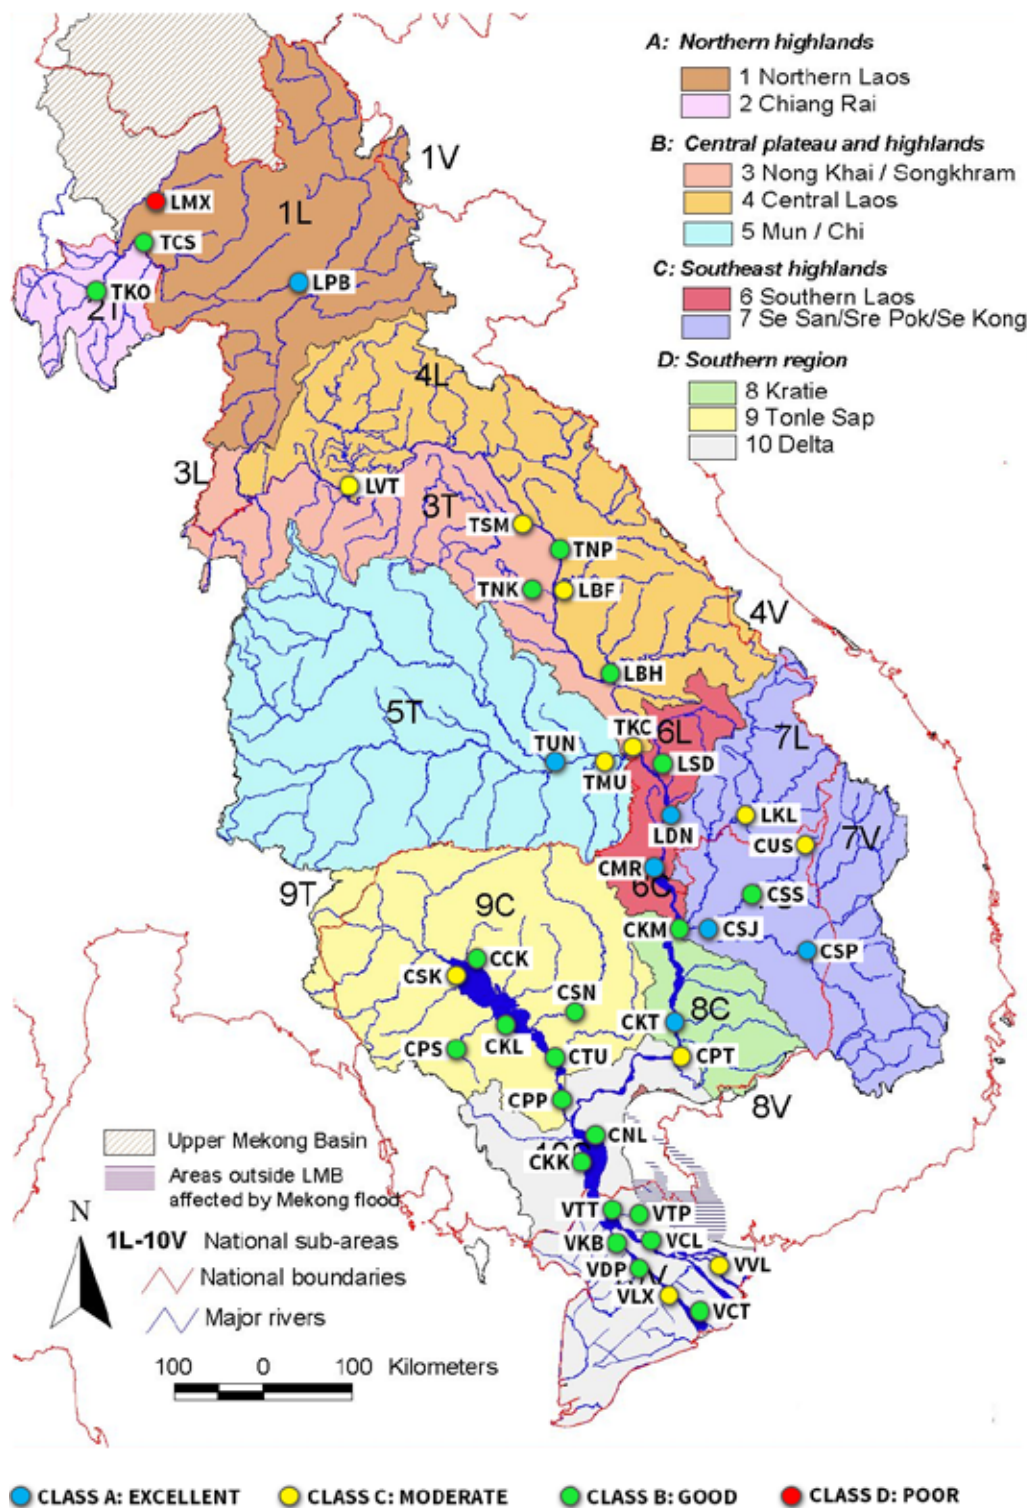 A: Northern highlands
1 Northern Laos
2 Chiang Rai
B: Central plateau and highlands
3 Nong Khai / Songkhram
4 Central Laos
5 Mun / Chi
C: Southeast highlands
6 Southern Laos
7 Se San/Sre Pok/Se Kong
D: Southern region
8 Kratie
9 Tonle Sap
10 Delta
1V
LMX
1L
TCS
LPB
TKO
2T
4L
3L
LVT
3T
TSM
TNP
TNK
LBF
4V
LBH
5T
TKC
6L
7L
TUN
LSD
TMU
LDN
LKL
7V
CUS
CMR
6C
9T
CSS
9C
CKM
CSJ
CSP
CCK
CSK
CSN
8C
CKT
CKL
CPS
CTU
CPT
CPP
8V
CNL
CKK
VTT
VTP
VKB
VCL
VDP
VVL
VLX
VCT
Upper Mekong Basin
Areas outside LMB
affected by Mekong flood
N
1L-10V National sub-areas
National boundaries
Major rivers
100 0 100 Kilometers
CLASS A: EXCELLENT CLASS C: MODERATE CLASS B: GOOD CLASS D: POOR